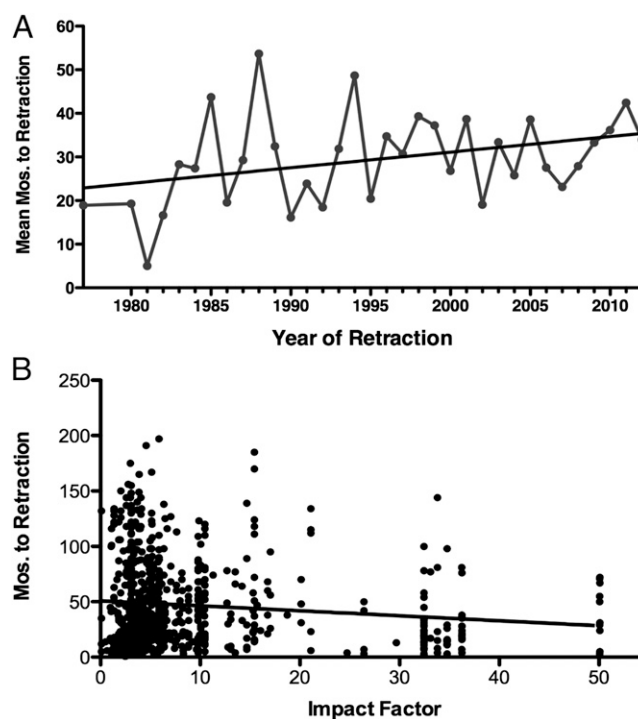 A
Mean Mos. to Retraction
60
50
40
30
20
10
0
1980 1985 1990 1995 2000 2005 2010
Year of Retraction
B
Mos. to Retraction
250
200
150
100
50
0
0 10 20 30 40 50
Impact Factor